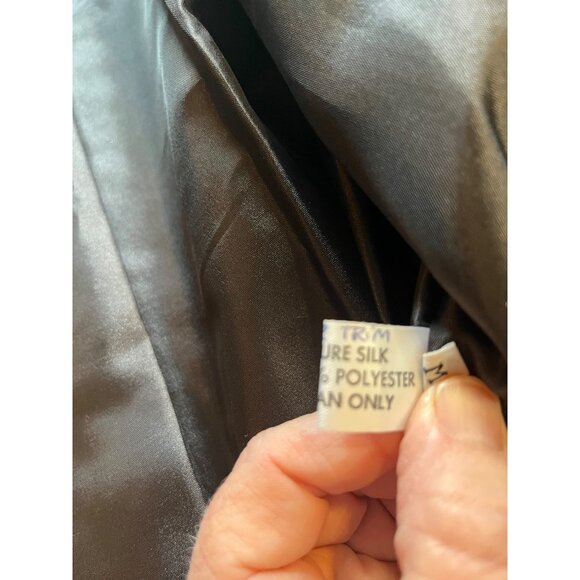 TRIM
URE SILK
% POLYESTER
AN ONLY
M